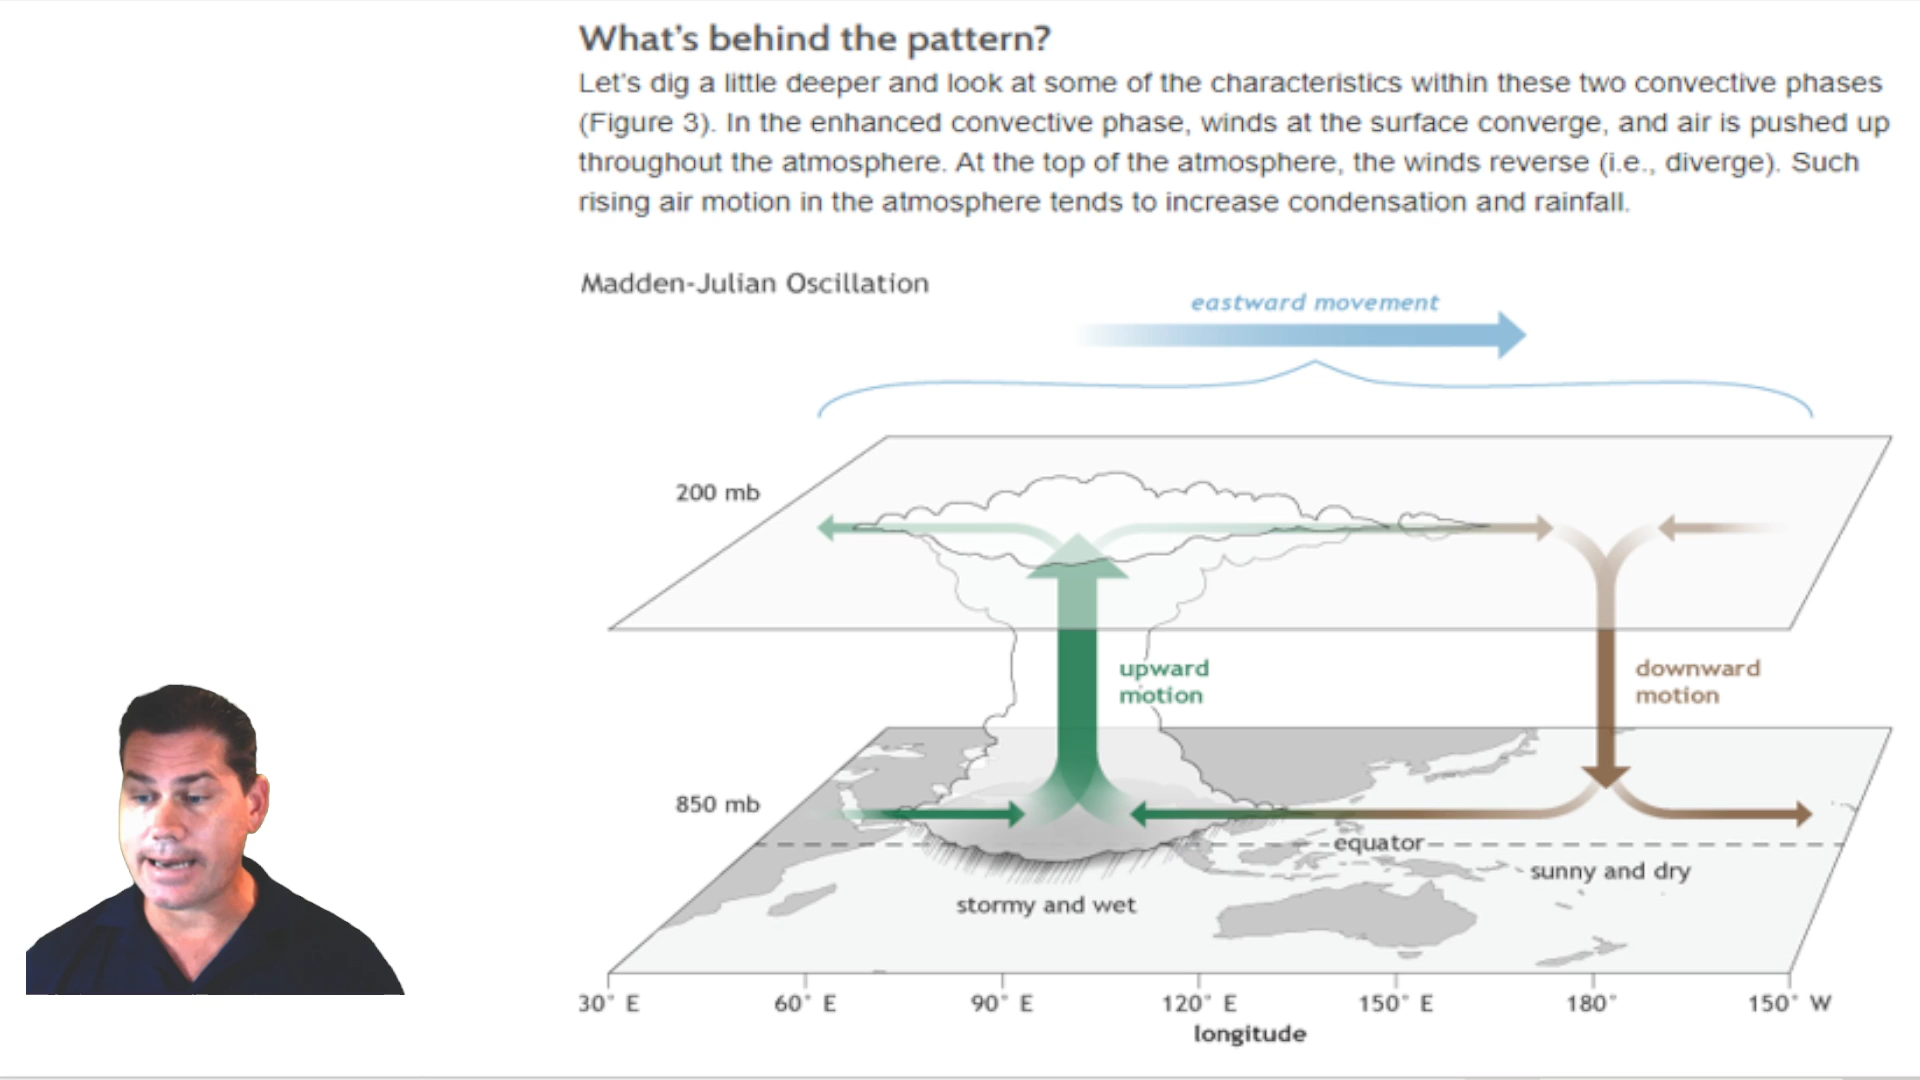 What's behind the pattern?
Let's dig a little deeper and look at some of the characteristics within these two convective phases
(Figure 3). In the enhanced convective phase, winds at the surface converge, and air is pushed up
throughout the atmosphere. At the top of the atmosphere, the winds reverse (i.e., diverge). Such
rising air motion in the atmosphere tends to increase condensation and rainfall.
Madden-Julian Oscillation
eastward movement
200 mb
upward
motion
downward
motion
850 mb
equator
sunny and dry
stormy and wet
30° E 60° E 90° E 120° E 150° E 180° 150° W
longitude